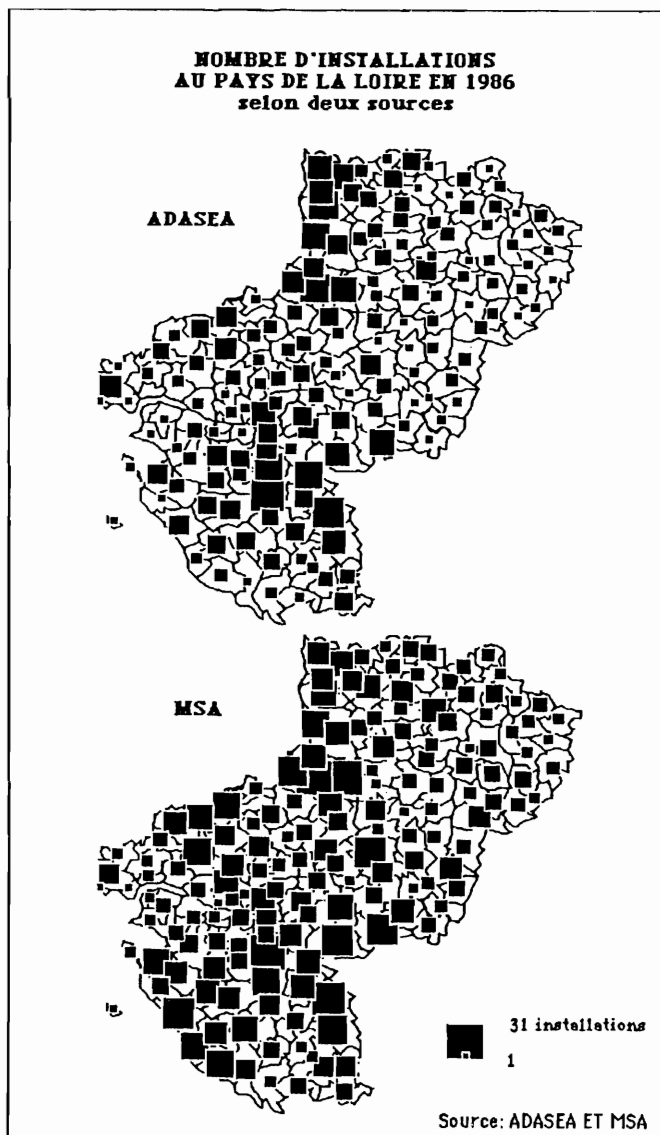 NOMBRE D'INSTALLATIONS
AU PAYS DE LA LOIRE EN 1986
selon deux sources
ADASEA
MSA
31 installations
1
Source: ADASEA ET MSA